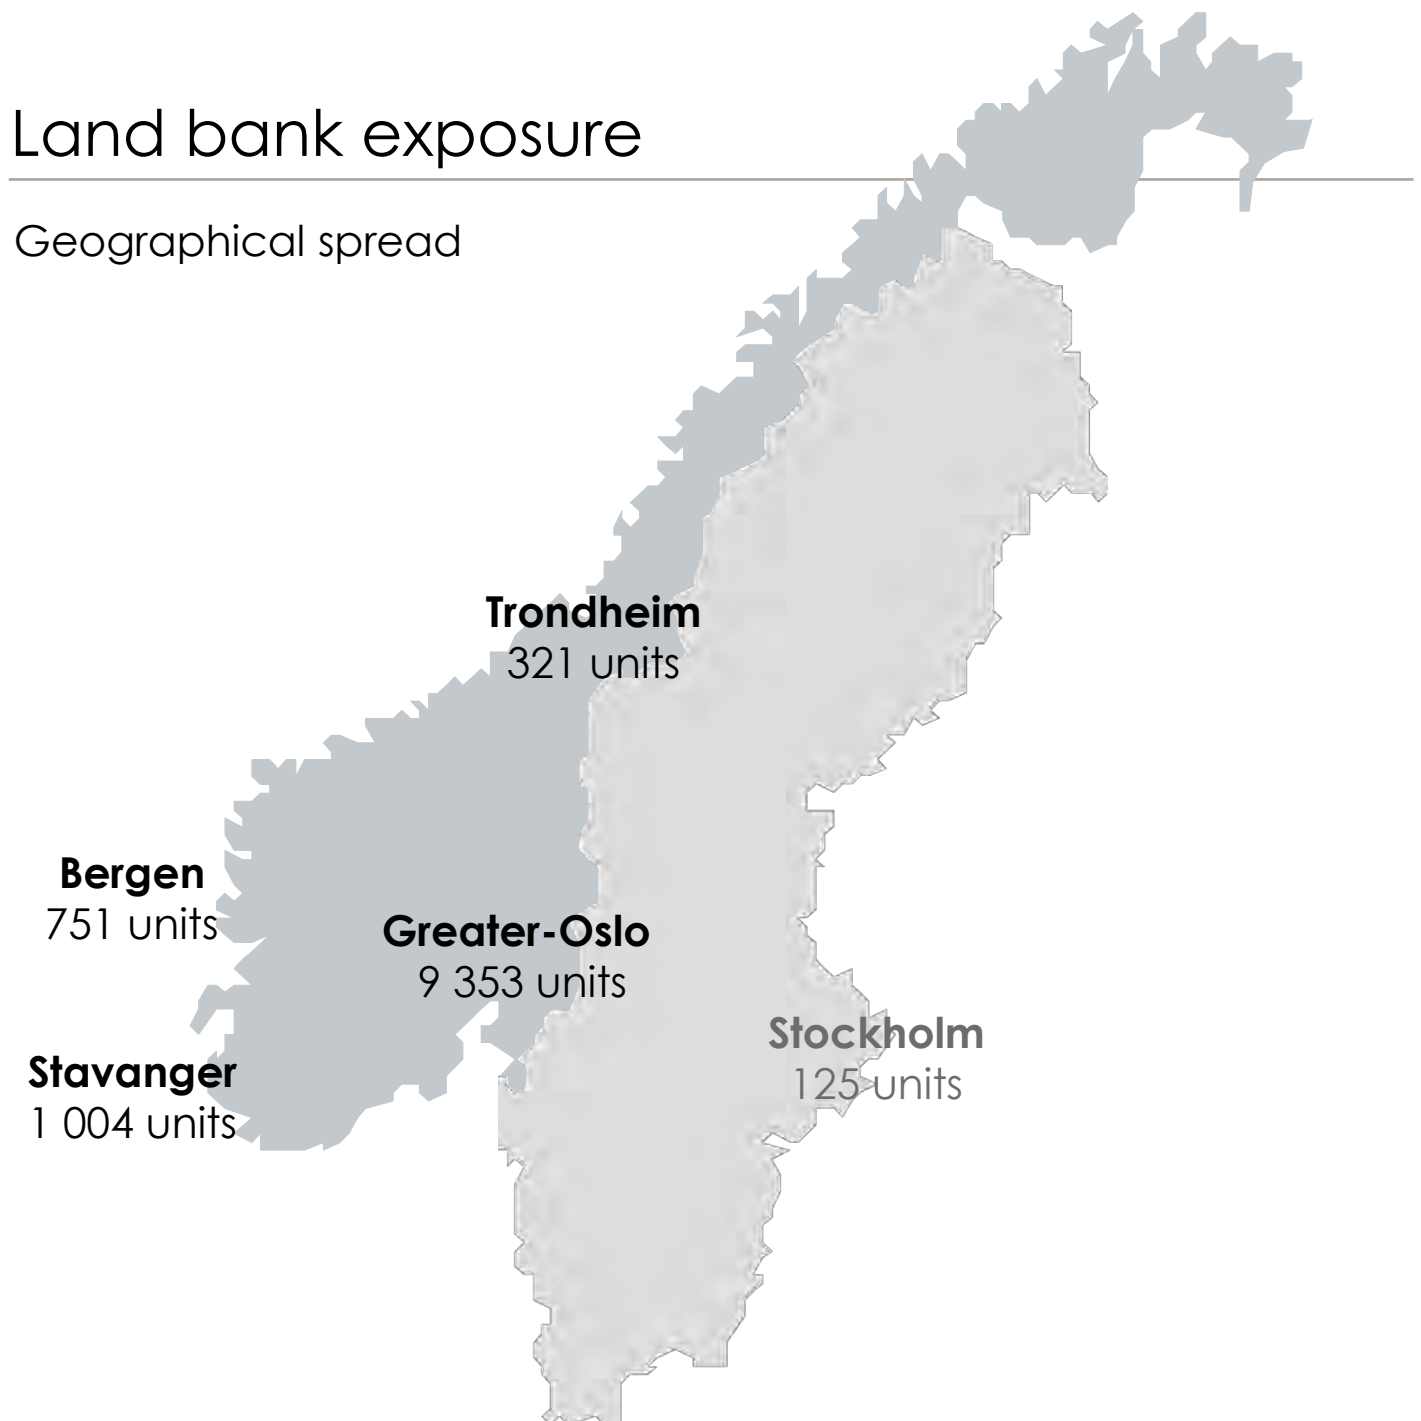 Land bank exposure
Geographical spread
Trondheim
321 units
Bergen
751 units
Greater-Oslo
9 353 units
Stockholm
125 units
Stavanger
1 004 units